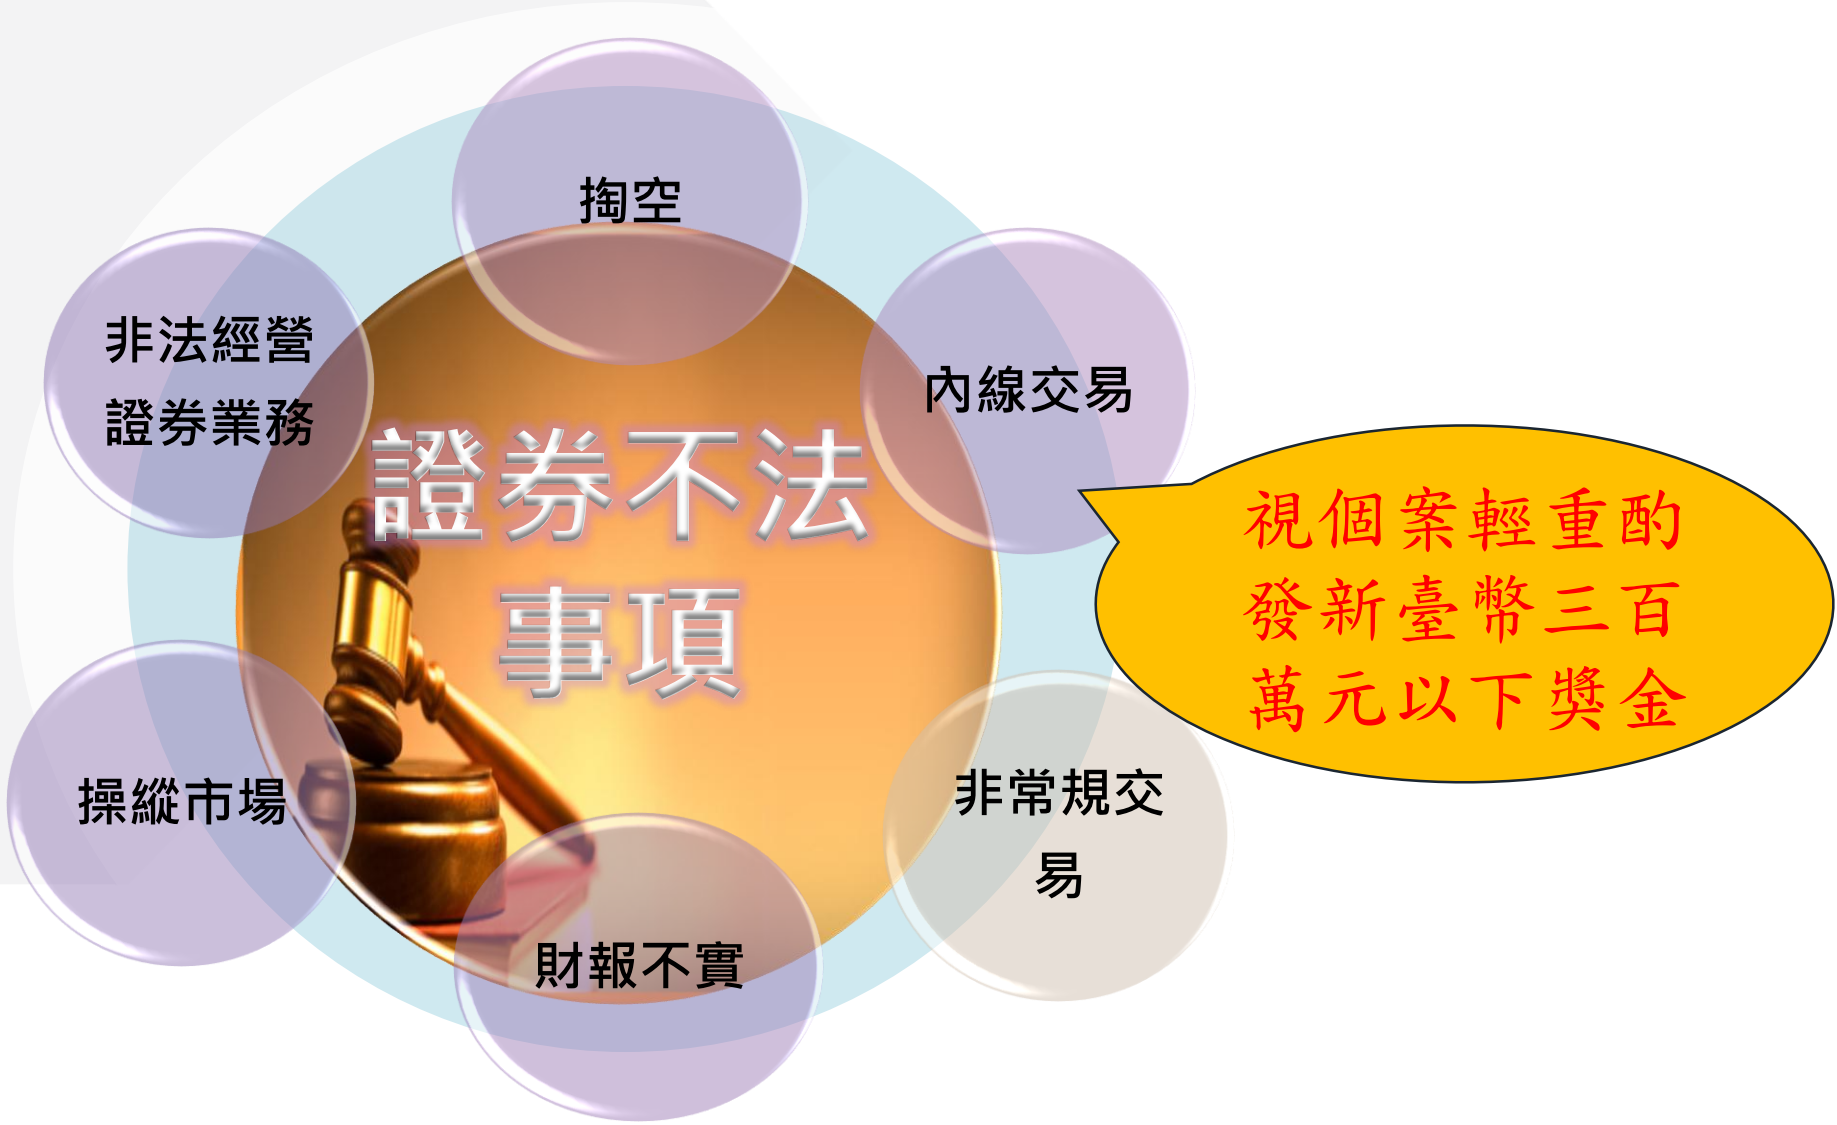 掏空
非法經營
證券業務
內線交易
證券不法
事項
視個案輕重酌
發新臺幣三百
萬元以下獎金
操縱市場
非常規交
易
財報不實